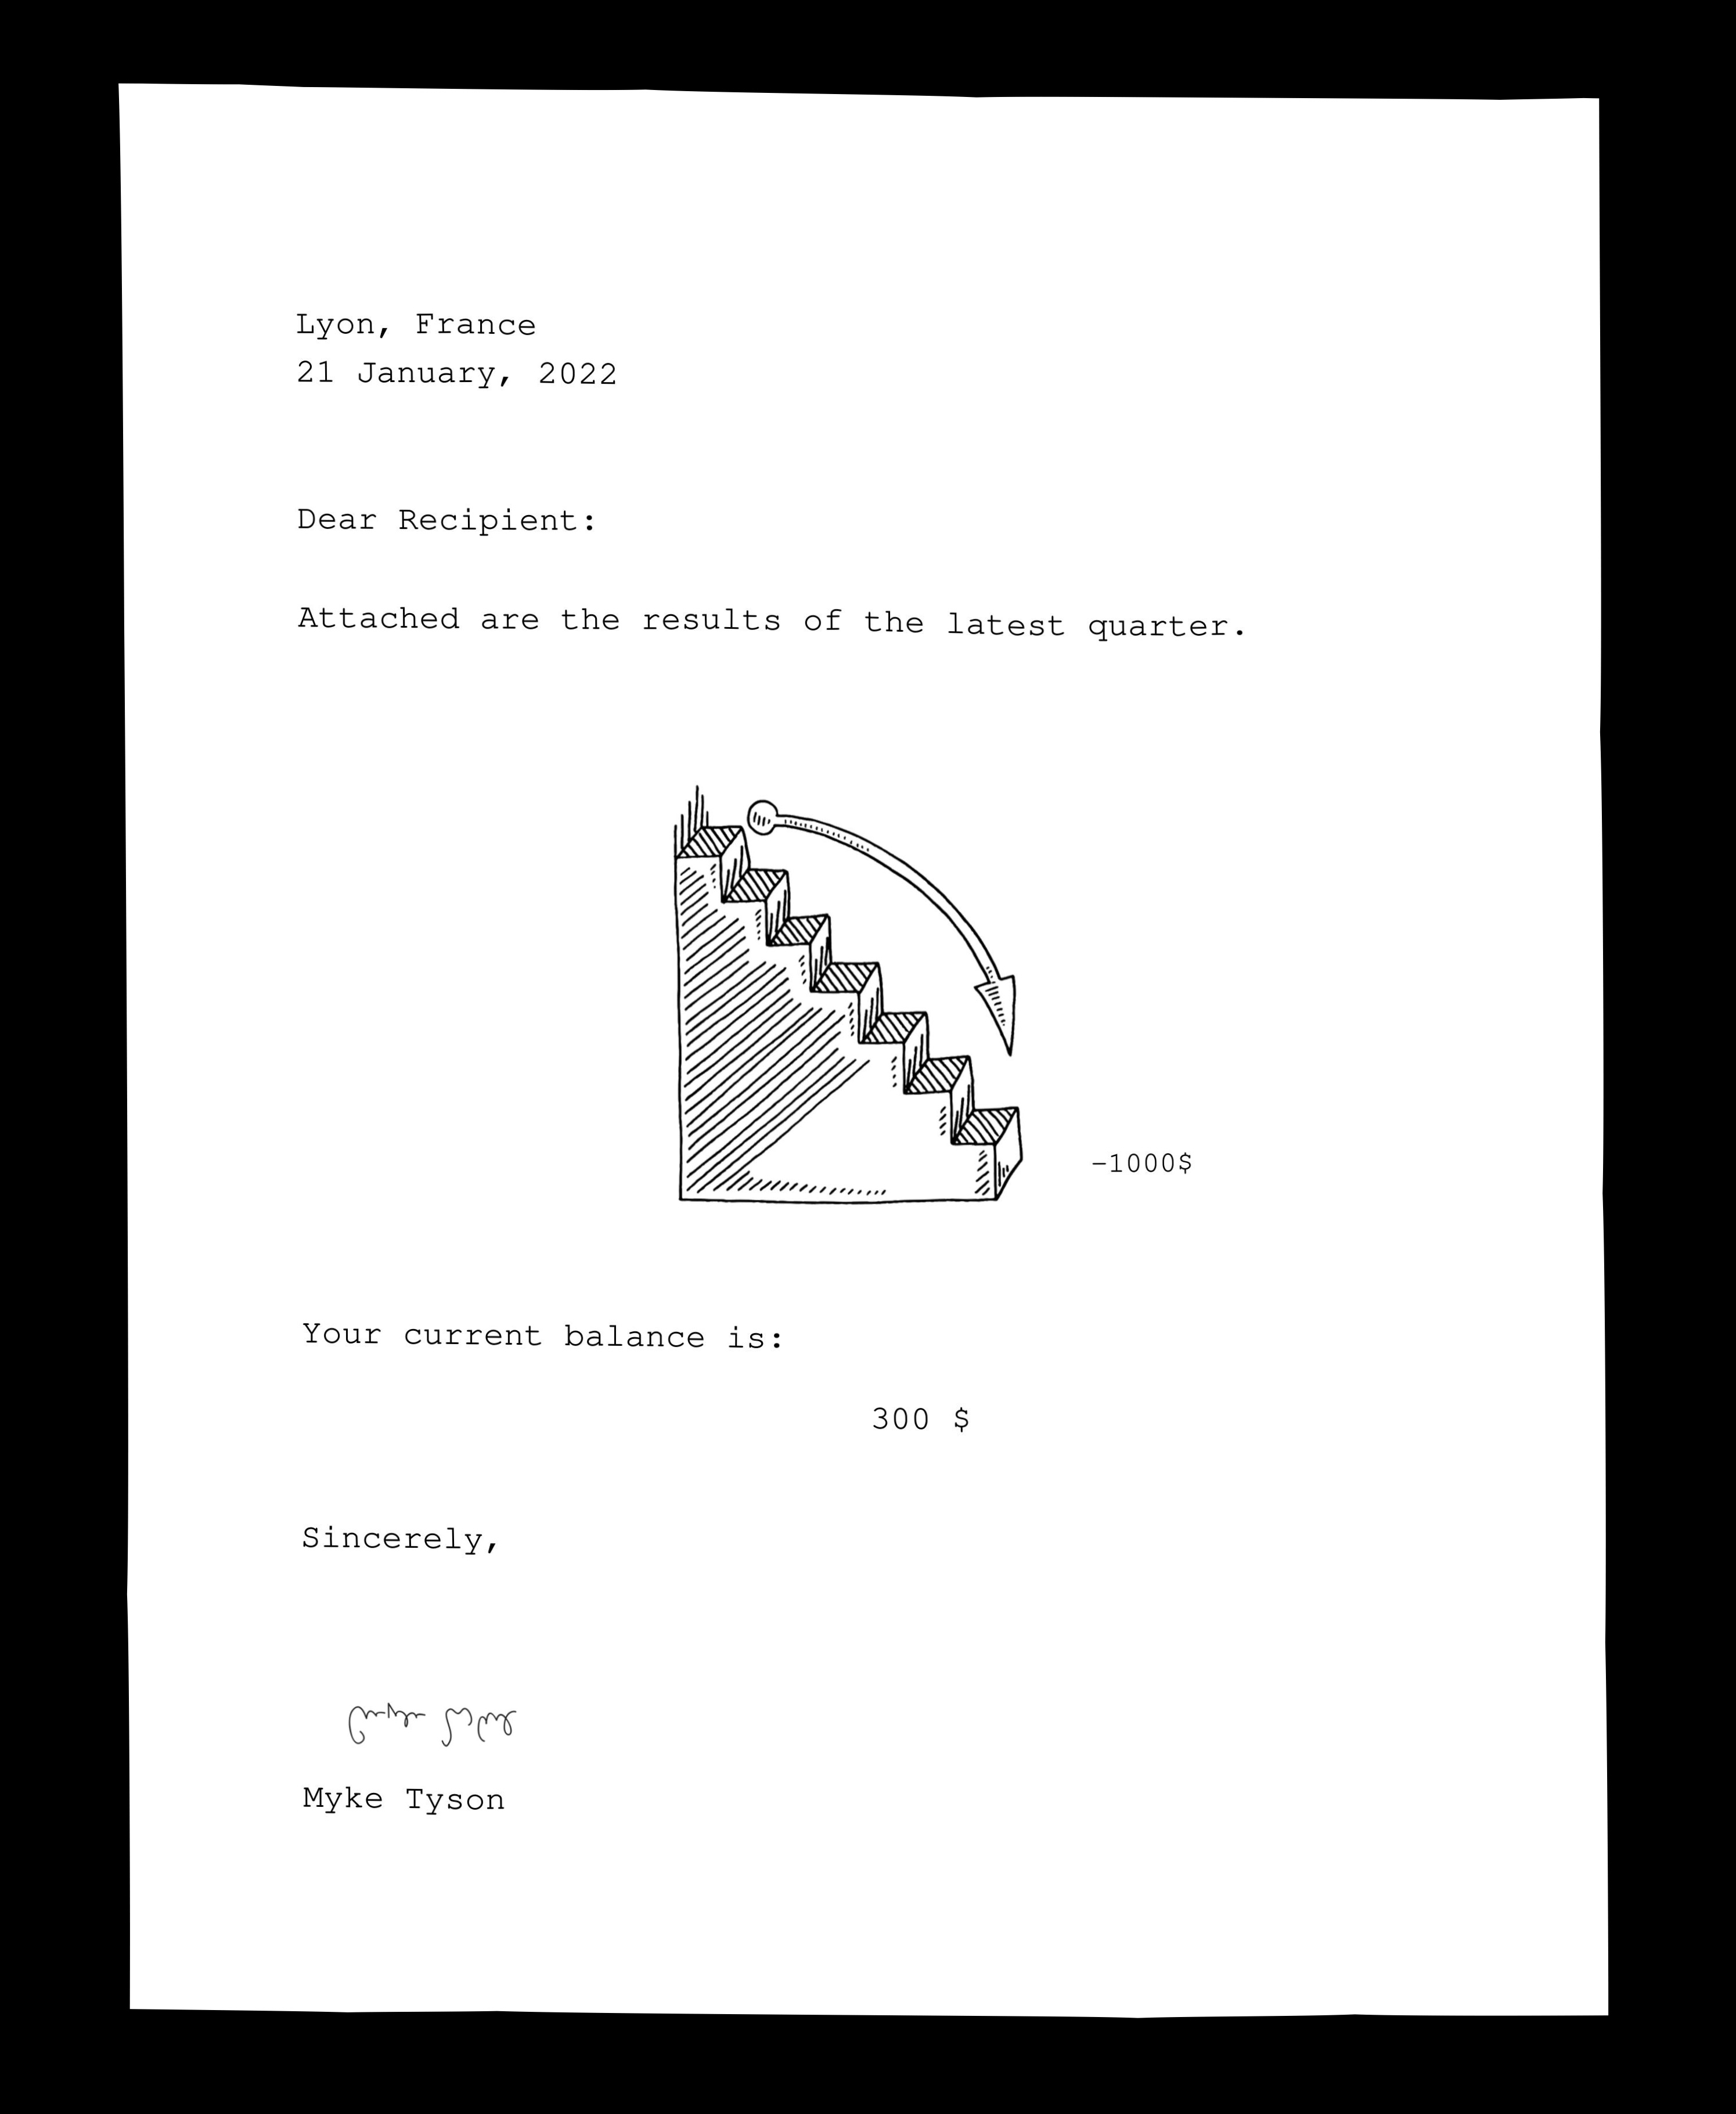 Lyon, France
21 January, 2022
Dear Recipient:
Attached are the results of the latest quarter.
–1000$
Your current balance is:
300 $
Sincerely,
Myke Tyson